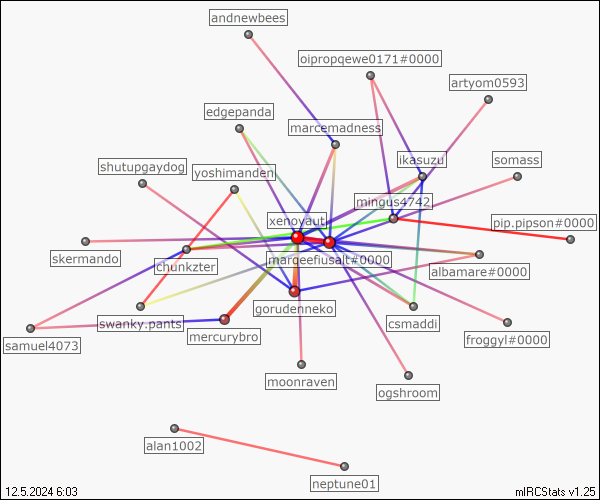 andnewbees
oipropqewe0171#0000
artyom0593
edgepanda
marcemadness
ikasuzu
shutupgaydog
yoshimanden
somass
mingus4742
xenoyaut
pip.pipson#0000
skermando
chunkzter
marqeefiusalt#0000
albamare#0000
gorudenneko
swanky.pants
csmaddi
mercurybro
froggyl#0000
samuel4073
moonraven
ogshroom
alan1002
neptune01
12.5.2024 6:03
mIRCStats v1.25